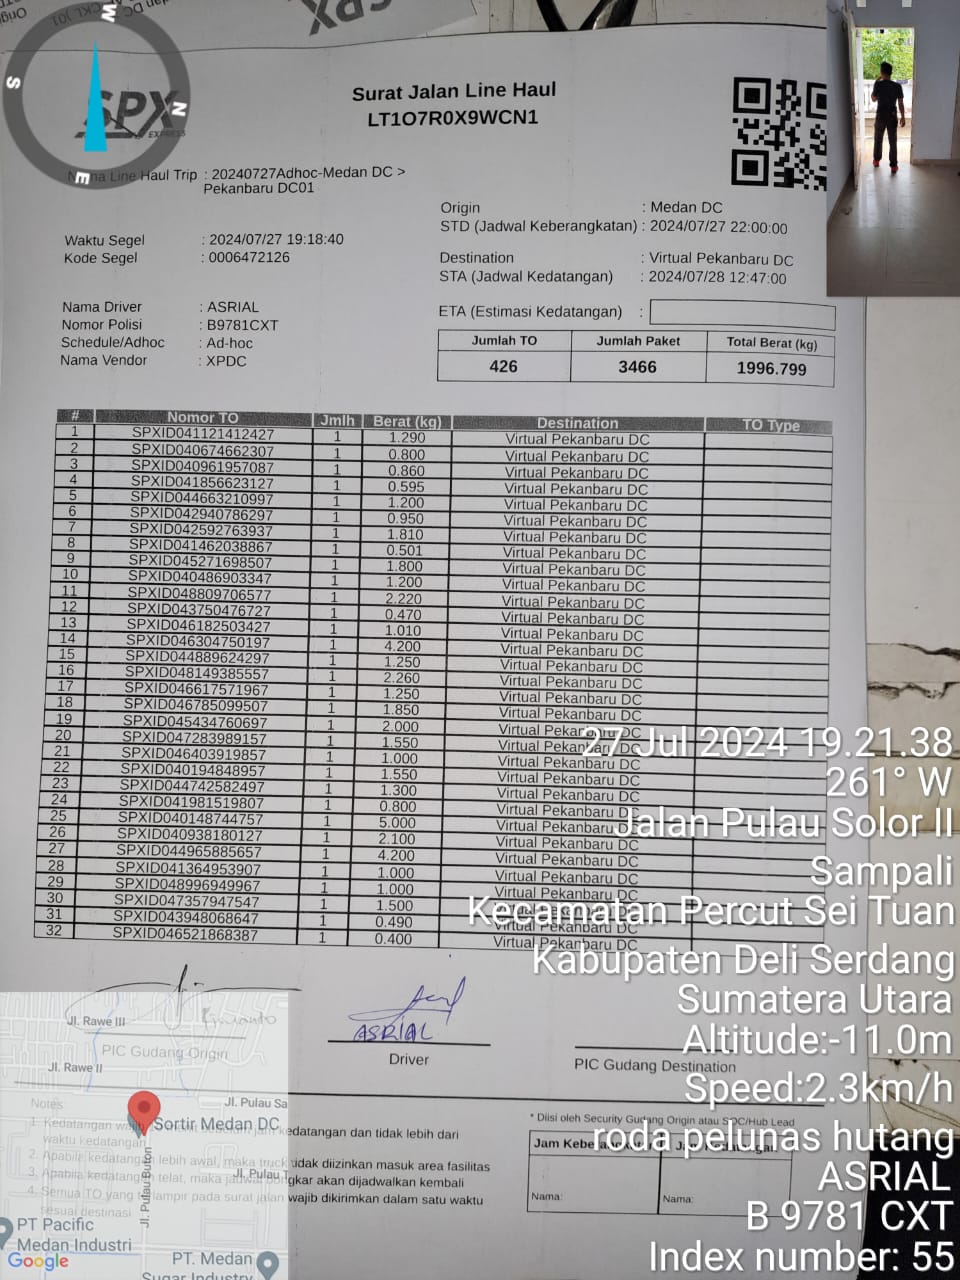 SPX
EXPRESS
W
S
N
E
Surat Jalan Line Haul
LT1O7R0X9WCN1
Line Haul Trip : 20240727Adhoc-Medan DC >
Pekanbaru DC01
Waktu Segel : 2024/07/27 19:18:40
Kode Segel : 0006472126
Origin : Medan DC
STD (Jadwal Keberangkatan) : 2024/07/27 22:00:00
Destination : Virtual Pekanbaru DC
STA (Jadwal Kedatangan) : 2024/07/28 12:47:00
Nama Driver : ASRIAL
Nomor Polisi : B9781CXT
Schedule/Adhoc : Ad-hoc
Nama Vendor : XPDC
ETA (Estimasi Kedatangan) :
Jumlah TO Jumlah Paket Total Berat (kg)
426 3466 1996.799
# Nomor TO Jmlh Berat (kg) Destination TO Type
1 SPXID041121412427 1 1.290 Virtual Pekanbaru DC
2 SPXID040674662307 1 0.800 Virtual Pekanbaru DC
3 SPXID040961957087 1 0.860 Virtual Pekanbaru DC
4 SPXID041856623127 1 0.595 Virtual Pekanbaru DC
5 SPXID044663210997 1 1.200 Virtual Pekanbaru DC
6 SPXID042940786297 1 0.950 Virtual Pekanbaru DC
7 SPXID042592763937 1 1.810 Virtual Pekanbaru DC
8 SPXID041462038867 1 0.501 Virtual Pekanbaru DC
9 SPXID045271698507 1 1.800 Virtual Pekanbaru DC
10 SPXID040486903347 1 1.200 Virtual Pekanbaru DC
11 SPXID048809706577 1 2.220 Virtual Pekanbaru DC
12 SPXID043750476727 1 0.470 Virtual Pekanbaru DC
13 SPXID046182503427 1 1.010 Virtual Pekanbaru DC
14 SPXID046304750197 1 4.200 Virtual Pekanbaru DC
15 SPXID044889624297 1 1.250 Virtual Pekanbaru DC
16 SPXID048149385557 1 2.260 Virtual Pekanbaru DC
17 SPXID046617571967 1 1.250 Virtual Pekanbaru DC
18 SPXID046785099507 1 1.850 Virtual Pekanbaru DC
19 SPXID045434760697 1 2.000 Virtual Pekanbaru DC
20 SPXID047283989157 1 1.550 Virtual Pekanbaru DC
21 SPXID046403919857 1 1.000 Virtual Pekanbaru DC
22 SPXID040194848957 1 1.550 Virtual Pekanbaru DC
23 SPXID044742582497 1 1.300 Virtual Pekanbaru DC
24 SPXID041981519807 1 0.800 Virtual Pekanbaru DC
25 SPXID040148744757 1 5.000 Virtual Pekanbaru DC
26 SPXID040938180127 1 2.100 Virtual Pekanbaru DC
27 SPXID044965885657 1 4.200 Virtual Pekanbaru DC
28 SPXID041364953907 1 1.000 Virtual Pekanbaru DC
29 SPXID048996949967 1 1.000 Virtual Pekanbaru DC
30 SPXID047357947547 1 1.500 Virtual Pekanbaru DC
31 SPXID043948068647 1 0.490 Virtual Pekanbaru DC
32 SPXID046521868387 1 0.400 Virtual Pekanbaru DC
27 Jul 2024 19.21.38
261° W
Jalan Pulau Solor II
Sampali
Kecamatan Percut Sei Tuan
Kabupaten Deli Serdang
Sumatera Utara
Altitude:-11.0m
Speed:2.3km/h
roda pelunas hutang
ASRIAL
B 9781 CXT
Index number: 55
PIC Gudang Origin
ASRIAL
Driver
PIC Gudang Destination
Notes
1. Kedatangan kedatangan dan tidak lebih dari
waktu kedatangan
2. Apabila kedatangan lebih awal, maka truck tidak diizinkan masuk area fasilitas
3. Apabila kedatangan telat, maka jadwal bongkar akan dijadwalkan kembali
4. Semua TO yang terlampir pada surat jalan wajib dikirimkan dalam satu waktu
sesuai destinasi
* Diisi oleh Security Gudang Origin atau SOC/Hub Lead
Jam Keberangkatan Jam Kedatangan
Nama: Nama:
Jl. Rawe III
Jl. Rawe II
Jl. Pulau Sa
Sortir Medan DC
Jl. Pulau Buton
Jl. Pulau T
PT Pacific
Medan Industri
PT. Medan
Sugar Industry
Google